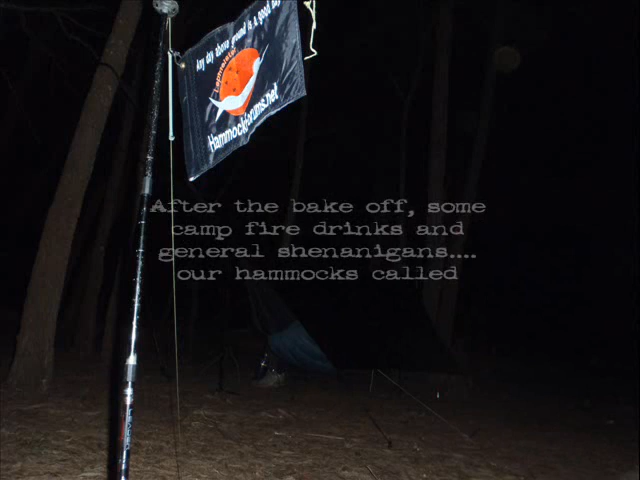 Any day above ground is a good day
Hammockforums.net
After the bake off, some
camp fire drinks and
general shenanigans....
our hammocks called